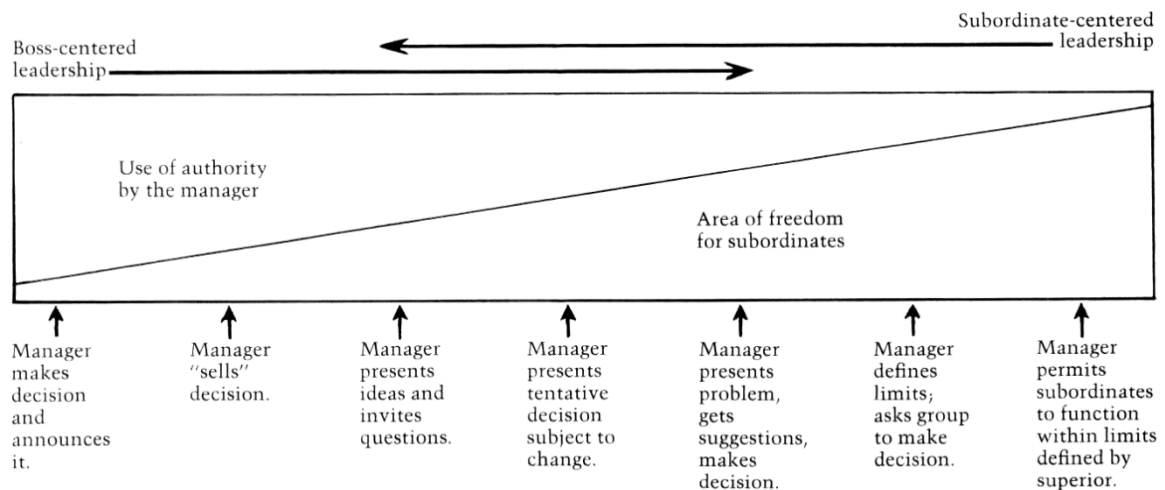 Boss-centered
leadership
Subordinate-centered
leadership
Use of authority
by the manager
Area of freedom
for subordinates
Manager
makes
decision
and
announces
it.
Manager
“sells”
decision.
Manager
presents
ideas and
invites
questions.
Manager
presents
tentative
decision
subject to
change.
Manager
presents
problem,
gets
suggestions,
makes
decision.
Manager
defines
limits;
asks group
to make
decision.
Manager
permits
subordinates
to function
within limits
defined by
superior.